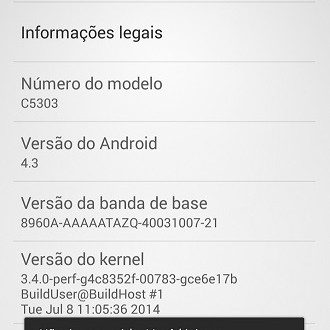 Informações legais
Número do modelo
C5303
Versão do Android
4.3
Versão da banda de base
8960A-AAAAATAZQ-40031007-21
Versão do kernel
3.4.0-perf-g4c8352f-00783-gce6e17b
BuildUser@BuildHost #1
Tue Jul 8 11:05:36 2014